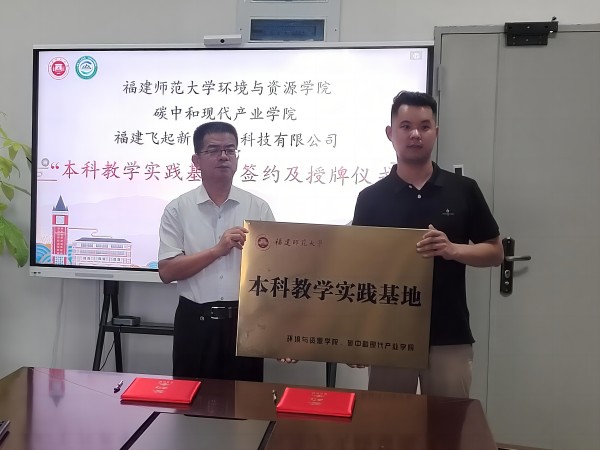 福建师范大学环境与资源学院
碳中和现代产业学院
福建飞起新 科技有限公司
“本科教学实践基 签约及授牌仪式
福建师范大学
本科教学实践基地
环境与资源学院、碳中和现代产业学院